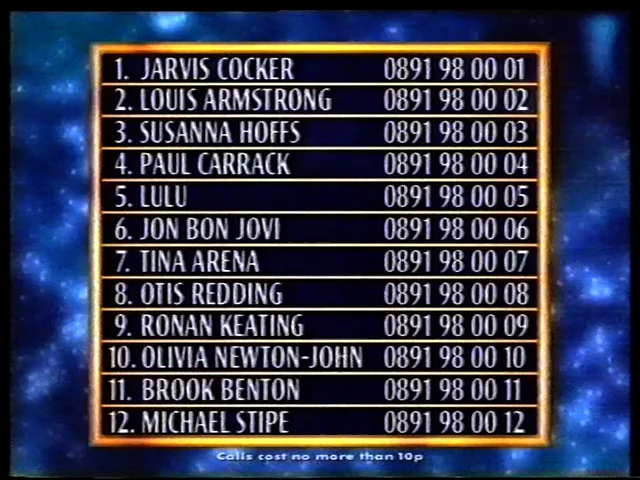 1. JARVIS COCKER 0891 98 00 01
2. LOUIS ARMSTRONG 0891 98 00 02
3. SUSANNA HOFFS 0891 98 00 03
4. PAUL CARRACK 0891 98 00 04
5. LULU 0891 98 00 05
6. JON BON JOVI 0891 98 00 06
7. TINA ARENA 0891 98 00 07
8. OTIS REDDING 0891 98 00 08
9. RONAN KEATING 0891 98 00 09
10. OLIVIA NEWTON-JOHN 0891 98 00 10
11. BROOK BENTON 0891 98 00 11
12. MICHAEL STIPE 0891 98 00 12
Calls cost no more than 10p